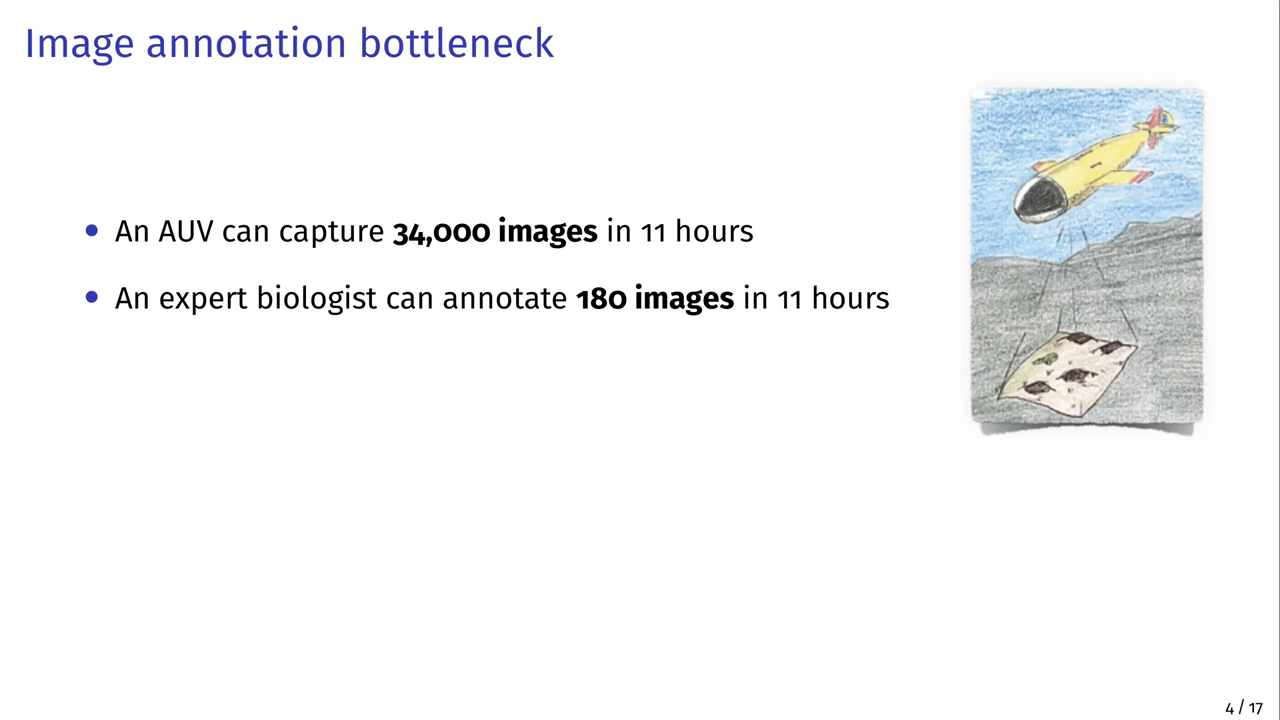 Image annotation bottleneck
• An AUV can capture 34,000 images in 11 hours
• An expert biologist can annotate 180 images in 11 hours
4 / 17